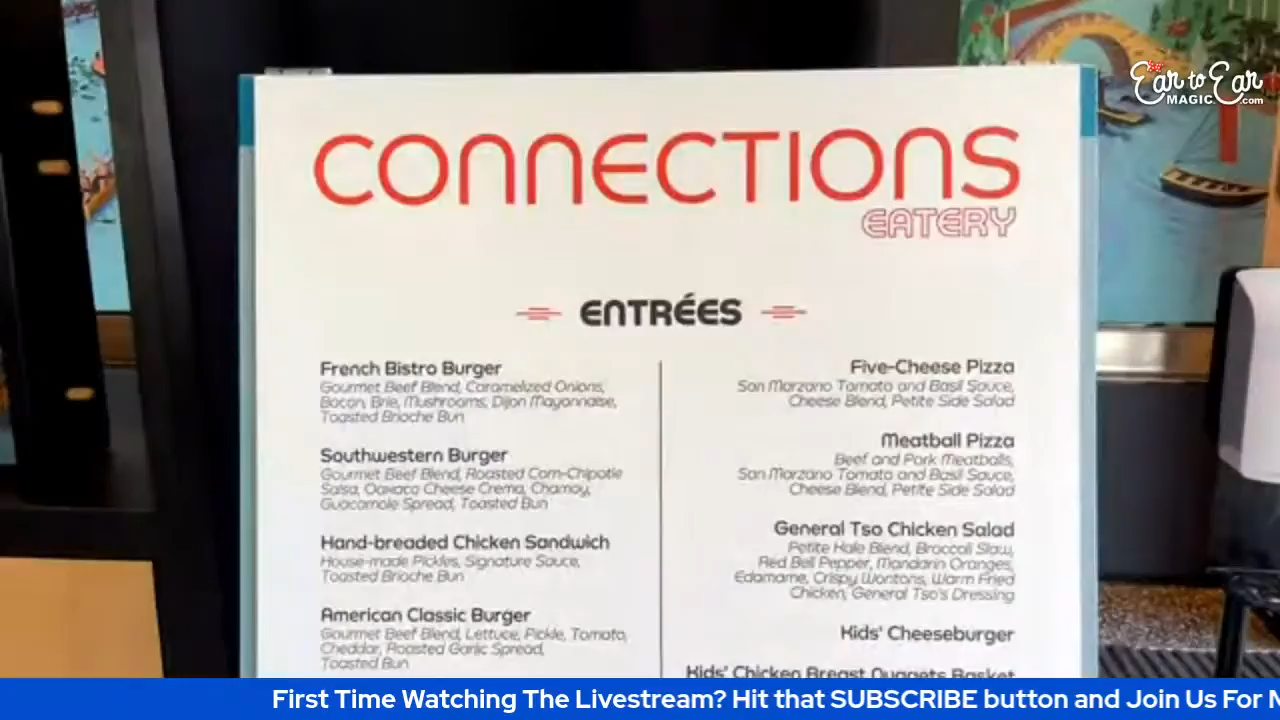 Ear to Ear
MAGIC.com
CONNECTIONS
EATERY
ENTRÉES
French Bistro Burger
Gourmet Beef Blend, Caramelized Onions,
Bacon, Brie, Mushrooms, Dijon Mayonnaise,
Toasted Brioche Bun
Southwestern Burger
Gourmet Beef Blend, Roasted Corn-Chipotle
Salsa, Oaxaca Cheese Crema, Chamoy,
Guacamole Spread, Toasted Bun
Hand-breaded Chicken Sandwich
House-made Pickles, Signature Sauce,
Toasted Brioche Bun
American Classic Burger
Gourmet Beef Blend, Lettuce, Pickle, Tomato,
Cheddar, Roasted Garlic Spread,
Toasted Bun
Five-Cheese Pizza
San Marzano Tomato and Basil Sauce,
Cheese Blend, Petite Side Salad
Meatball Pizza
Beef and Pork Meatballs,
San Marzano Tomato and Basil Sauce,
Cheese Blend, Petite Side Salad
General Tso Chicken Salad
Petite Kale Blend, Broccoli Slaw,
Red Bell Pepper, Mandarin Oranges,
Edamame, Crispy Wontons, Warm Fried
Chicken, General Tso's Dressing
Kids' Cheeseburger
Kids' Chicken Breast Nuggets Basket
First Time Watching The Livestream? Hit that SUBSCRIBE button and Join Us For